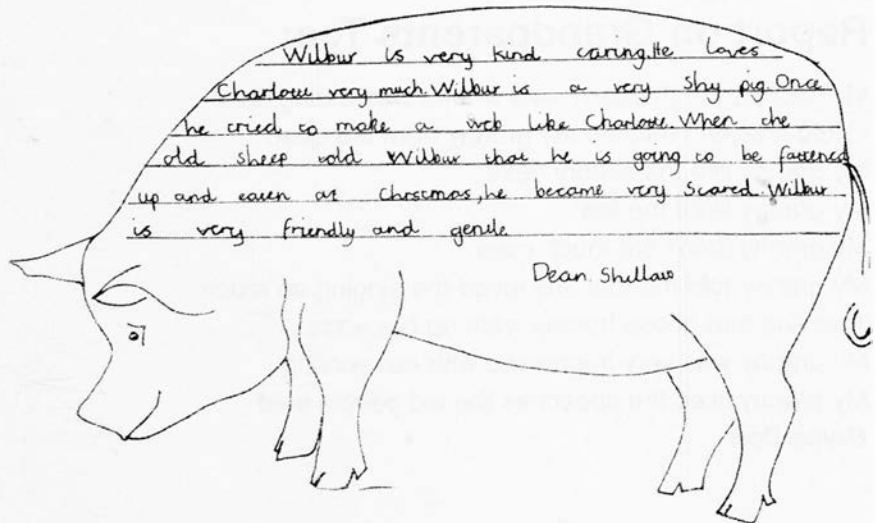 Wilbur is very kind caring. He loves
Charlotte very much. Wilbur is a very shy pig. Once
he tried to make a web like Charlotte. When the
old sheep told Wilbur that he is going to be fattened
up and eaten at Christmas, he became very scared. Wilbur
is very friendly and gentle
Dean Shullaw